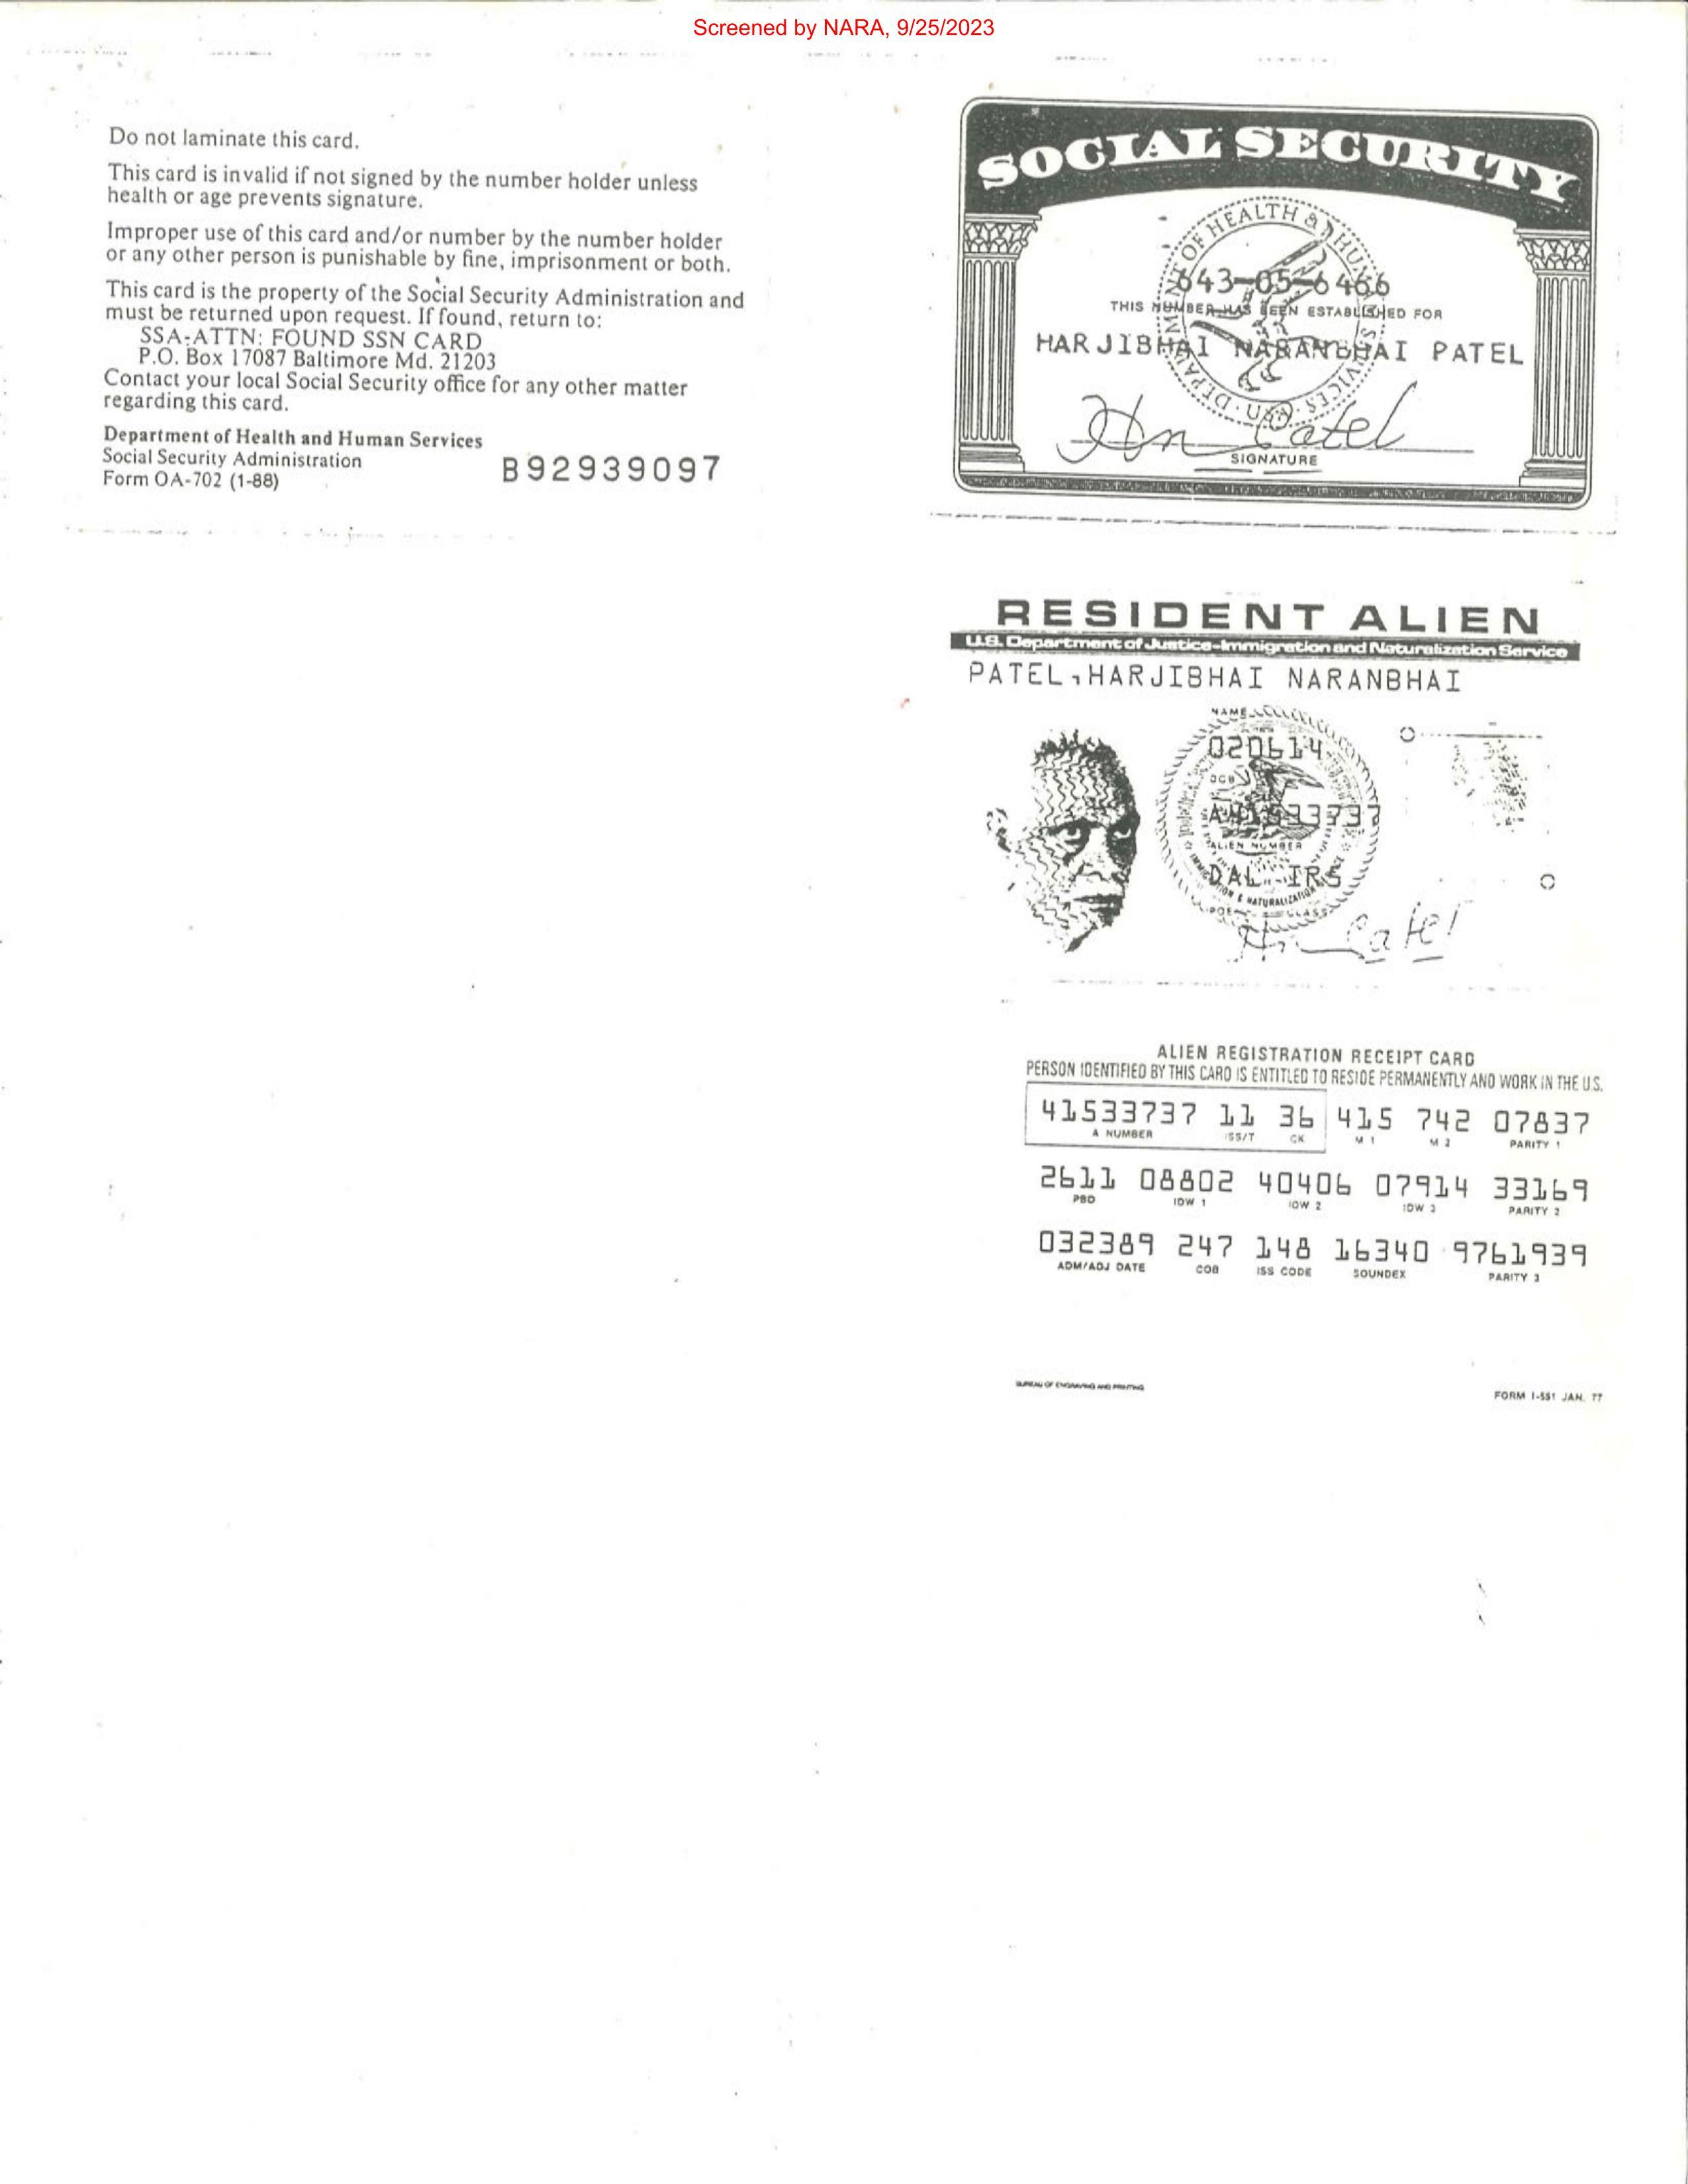 Screened by NARA, 9/25/2023
Do not laminate this card.
This card is invalid if not signed by the number holder unless
health or age prevents signature.
Improper use of this card and/or number by the number holder
or any other person is punishable by fine, imprisonment or both.
This card is the property of the Social Security Administration and
must be returned upon request. If found, return to:
SSA-ATTN: FOUND SSN CARD
P.O. Box 17087 Baltimore Md. 21203
Contact your local Social Security office for any other matter
regarding this card.
Department of Health and Human Services
Social Security Administration
Form OA-702 (1-88)
B92939097
SOCIAL SECURITY
643-05-6466
THIS NUMBER HAS BEEN ESTABLISHED FOR
HARJIBHAI NARANBHAI PATEL
Hn Patel
SIGNATURE
RESIDENT ALIEN
U.S. Department of Justice-Immigration and Naturalization Service
PATEL,HARJIBHAI NARANBHAI
NAME
020614
ALIEN NUMBER
DAL IR5
POE CLASS
Patel
ALIEN REGISTRATION RECEIPT CARD
PERSON IDENTIFIED BY THIS CARD IS ENTITLED TO RESIDE PERMANENTLY AND WORK IN THE U.S.
41533737 11 36 415 742 07837
A NUMBER ISS/T CK M 1 M 2 PARITY 1
2611 08802 40406 07914 33169
PBD IDW 1 IDW 2 IDW 3 PARITY 2
032389 247 148 16340 9761939
ADM/ADJ DATE COB ISS CODE SOUNDEX PARITY 3
BUREAU OF ENGRAVING AND PRINTING
FORM I-551 JAN. 77